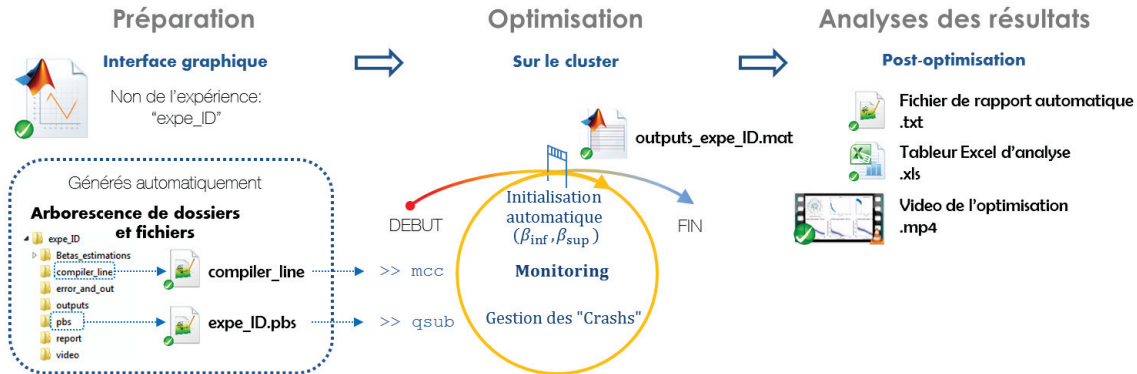 Préparation
Optimisation
Analyses des résultats
Interface graphique
Sur le cluster
Post-optimisation
Non de l'expérience:
"expe_ID"
outputs_expe_ID.mat
Fichier de rapport automatique
.txt
Tableur Excel d'analyse
.xls
Video de l'optimisation
.mp4
Générés automatiquement
Arborescence de dossiers
et fichiers
expe_ID
Betas_estimations
compiler_line
error_and_out
outputs
pbs
report
video
compiler_line
expe_ID.pbs
>> mcc
>> qsub
DEBUT
FIN
Initialisation
automatique
(βinf,βsup)
Monitoring
Gestion des "Crashs"